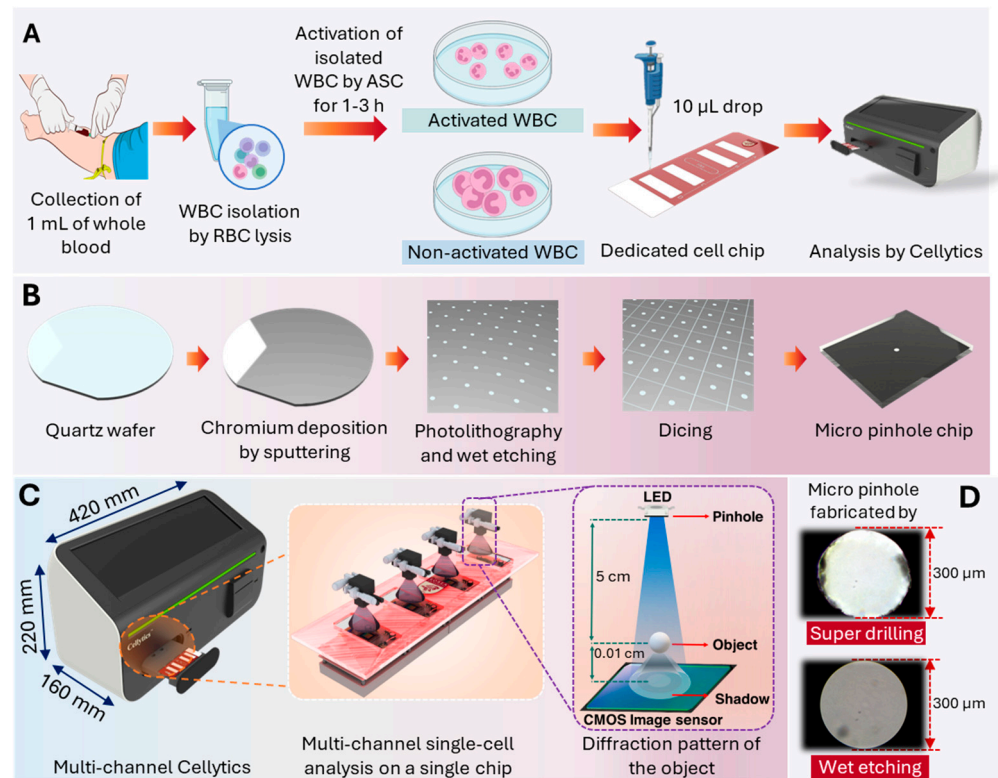 A
Collection of
1 mL of whole
blood
WBC isolation
by RBC lysis
Activation of
isolated
WBC by ASC
for 1-3 h
Activated WBC
Non-activated WBC
10 µL drop
Dedicated cell chip
Analysis by Cellytics
B
Quartz wafer
Chromium deposition
by sputtering
Photolithography
and wet etching
Dicing
Micro pinhole chip
C
420 mm
220 mm
160 mm
Cellytics
Multi-channel Cellytics
Multi-channel single-cell
analysis on a single chip
LED
Pinhole
5 cm
Object
0.01 cm
Shadow
CMOS Image sensor
Diffraction pattern of
the object
D
Micro pinhole
fabricated by
300 µm
Super drilling
300 µm
Wet etching